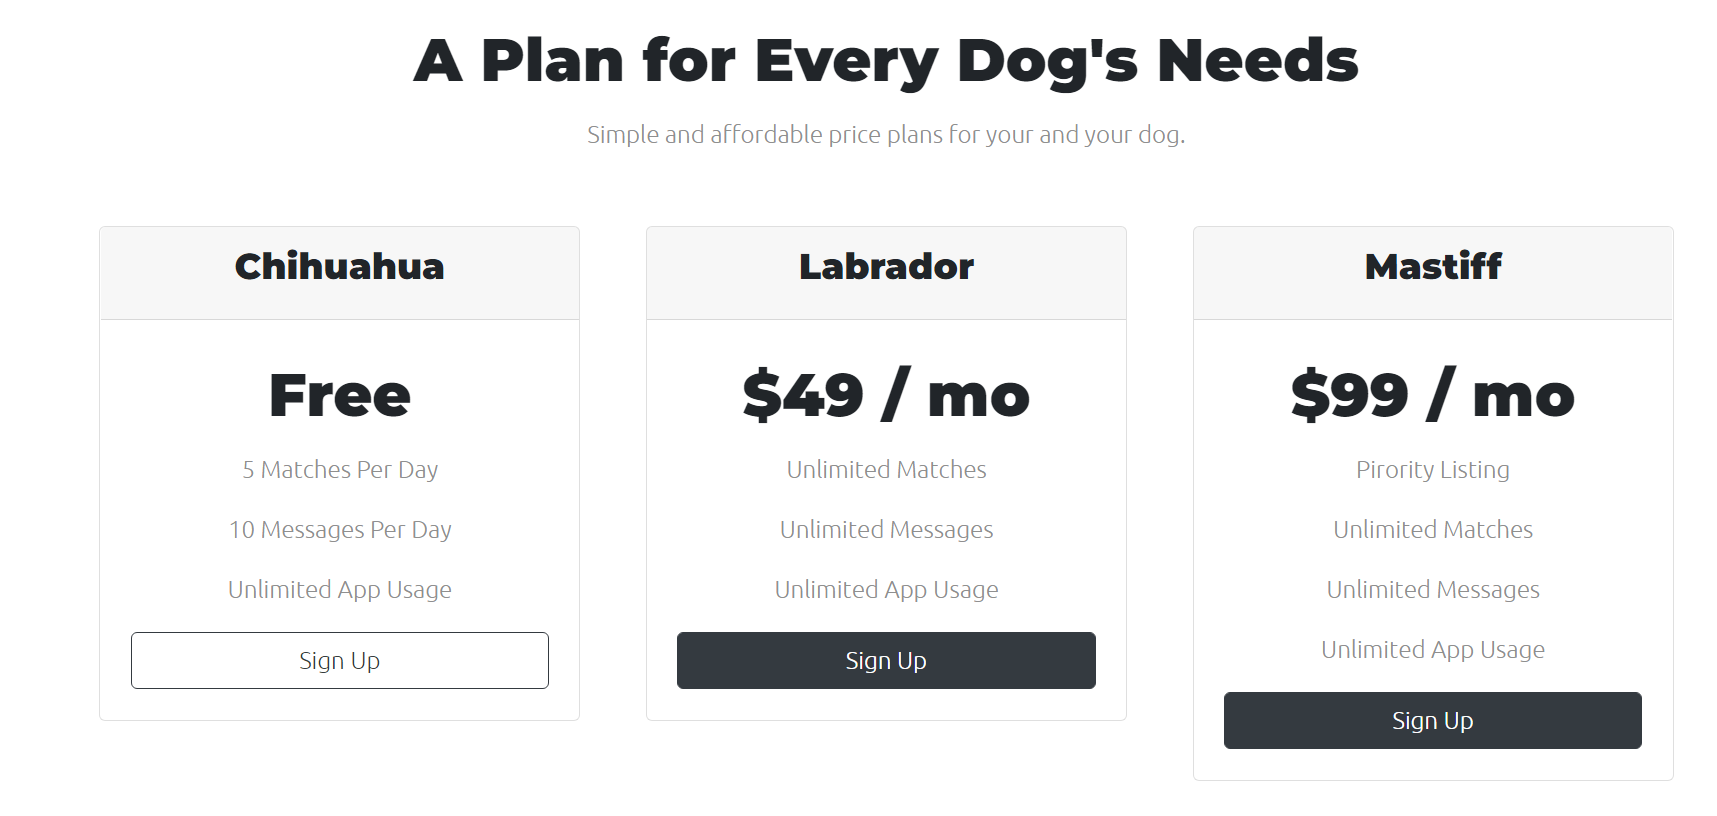 A Plan for Every Dog's Needs
Simple and affordable price plans for your and your dog.
Chihuahua
Free
5 Matches Per Day
10 Messages Per Day
Unlimited App Usage
Sign Up
Labrador
$49 / mo
Unlimited Matches
Unlimited Messages
Unlimited App Usage
Sign Up
Mastiff
$99 / mo
Pirority Listing
Unlimited Matches
Unlimited Messages
Unlimited App Usage
Sign Up